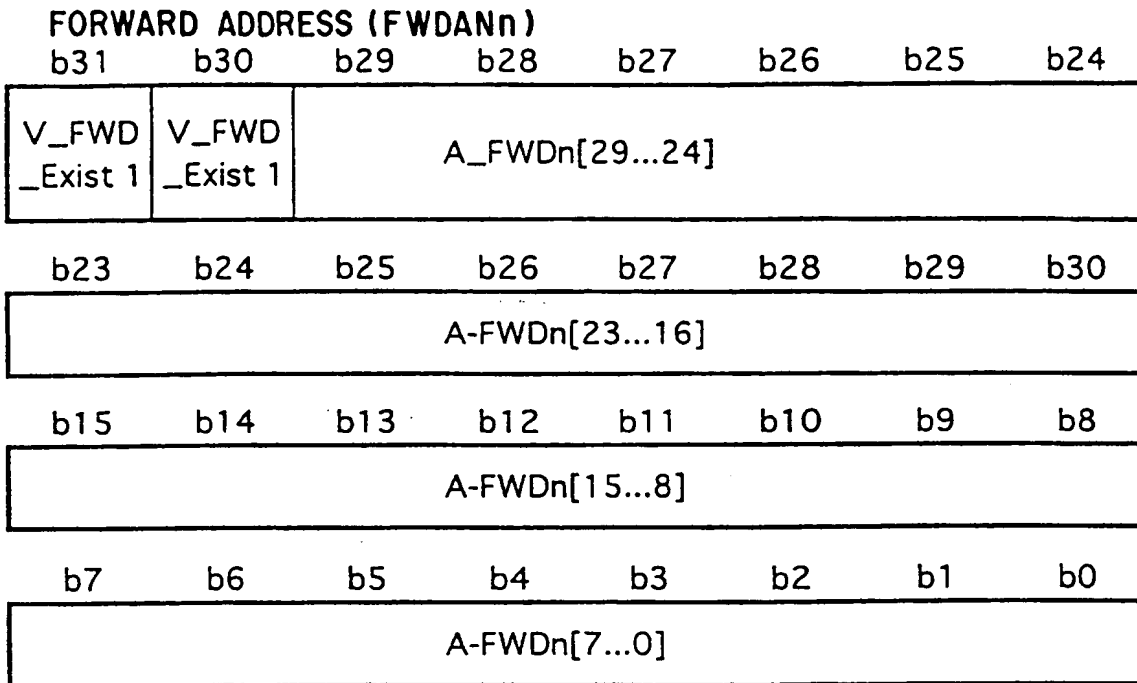 FORWARD ADDRESS (FWDANn)
b31 b30 b29 b28 b27 b26 b25 b24
V_FWD V_FWD
_Exist 1 _Exist 1
A_FWDn[29...24]
b23 b24 b25 b26 b27 b28 b29 b30
A-FWDn[23...16]
b15 b14 b13 b12 b11 b10 b9 b8
A-FWDn[15...8]
b7 b6 b5 b4 b3 b2 b1 b0
A-FWDn[7...0]